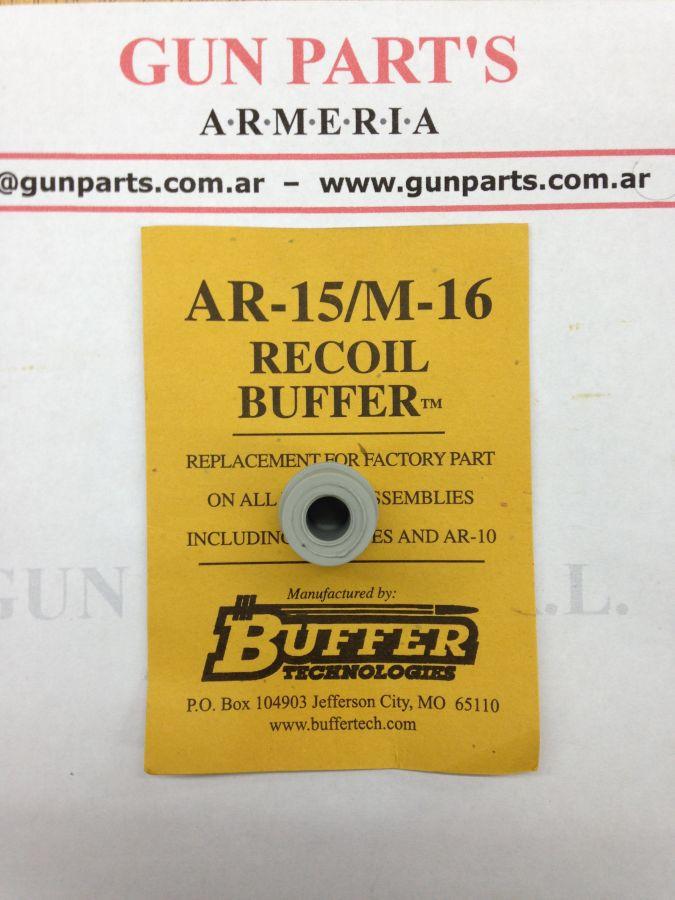 GUN PART'S
A·R·M·E·R·I·A
@gunparts.com.ar – www.gunparts.com.ar
AR-15/M-16
RECOIL
BUFFER™
REPLACEMENT FOR FACTORY PART
ON ALL
INCLUDING AND AR-10
Manufactured by:
BUFFER
TECHNOLOGIES
P.O. Box 104903 Jefferson City, MO 65110
www.buffertech.com
GUN